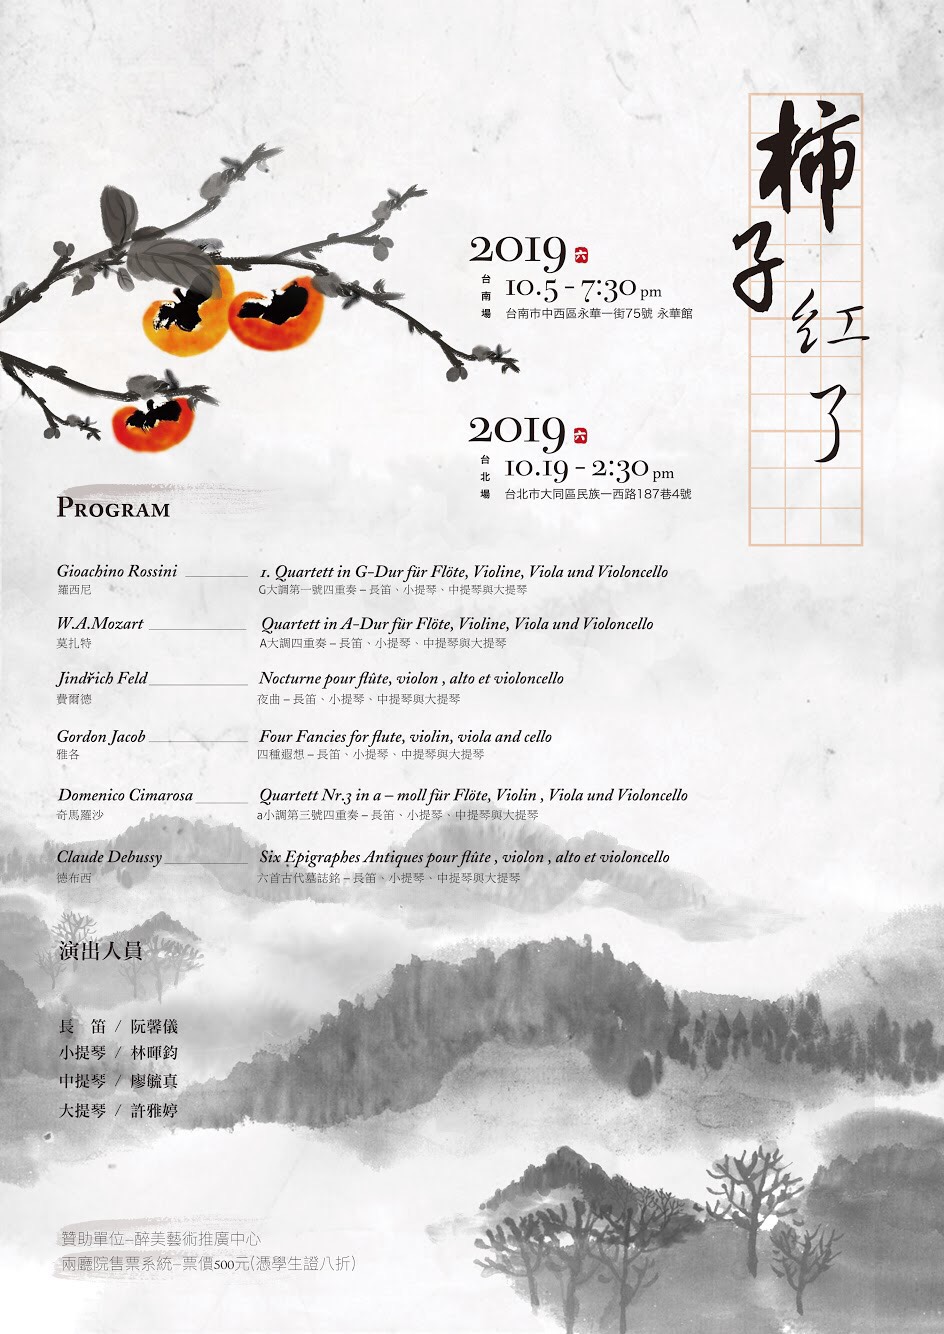 柿子紅了
2019 六
台南場
10.5 - 7:30 pm
台南市中西區永華一街75號 永華館
2019 六
台北場
10.19 - 2:30 pm
台北市大同區民族一西路187巷4號
PROGRAM
Gioachino Rossini 1. Quartett in G-Dur für Flöte, Violine, Viola und Violoncello
羅西尼 G大調第一號四重奏–長笛、小提琴、中提琴與大提琴
W.A.Mozart Quartett in A-Dur für Flöte, Violine, Viola und Violoncello
莫扎特 A大調四重奏–長笛、小提琴、中提琴與大提琴
Jindřich Feld Nocturne pour flûte, violon , alto et violoncello
費爾德 夜曲–長笛、小提琴、中提琴與大提琴
Gordon Jacob Four Fancies for flute, violin, viola and cello
雅各 四種遐想–長笛、小提琴、中提琴與大提琴
Domenico Cimarosa Quartett Nr.3 in a – moll für Flöte, Violin , Viola und Violoncello
奇馬羅沙 a小調第三號四重奏–長笛、小提琴、中提琴與大提琴
Claude Debussy Six Epigraphes Antiques pour flûte , violon , alto et violoncello
德布西 六首古代墓誌銘–長笛、小提琴、中提琴與大提琴
演出人員
長 笛 / 阮馨儀
小提琴 / 林暉鈞
中提琴 / 廖毓真
大提琴 / 許雅婷
贊助單位–醉美藝術推廣中心
兩廳院售票系統–票價500元(憑學生證八折)